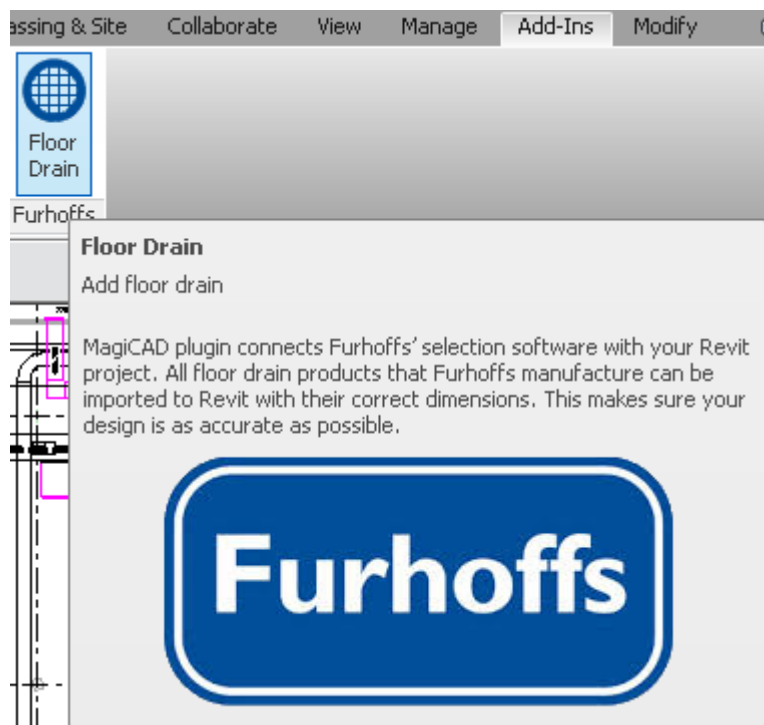 assing & Site Collaborate View Manage Add-Ins Modify
Floor
Drain
Furhoffs
Floor Drain
Add floor drain
MagiCAD plugin connects Furhoffs' selection software with your Revit
project. All floor drain products that Furhoffs manufacture can be
imported to Revit with their correct dimensions. This makes sure your
design is as accurate as possible.
Furhoffs